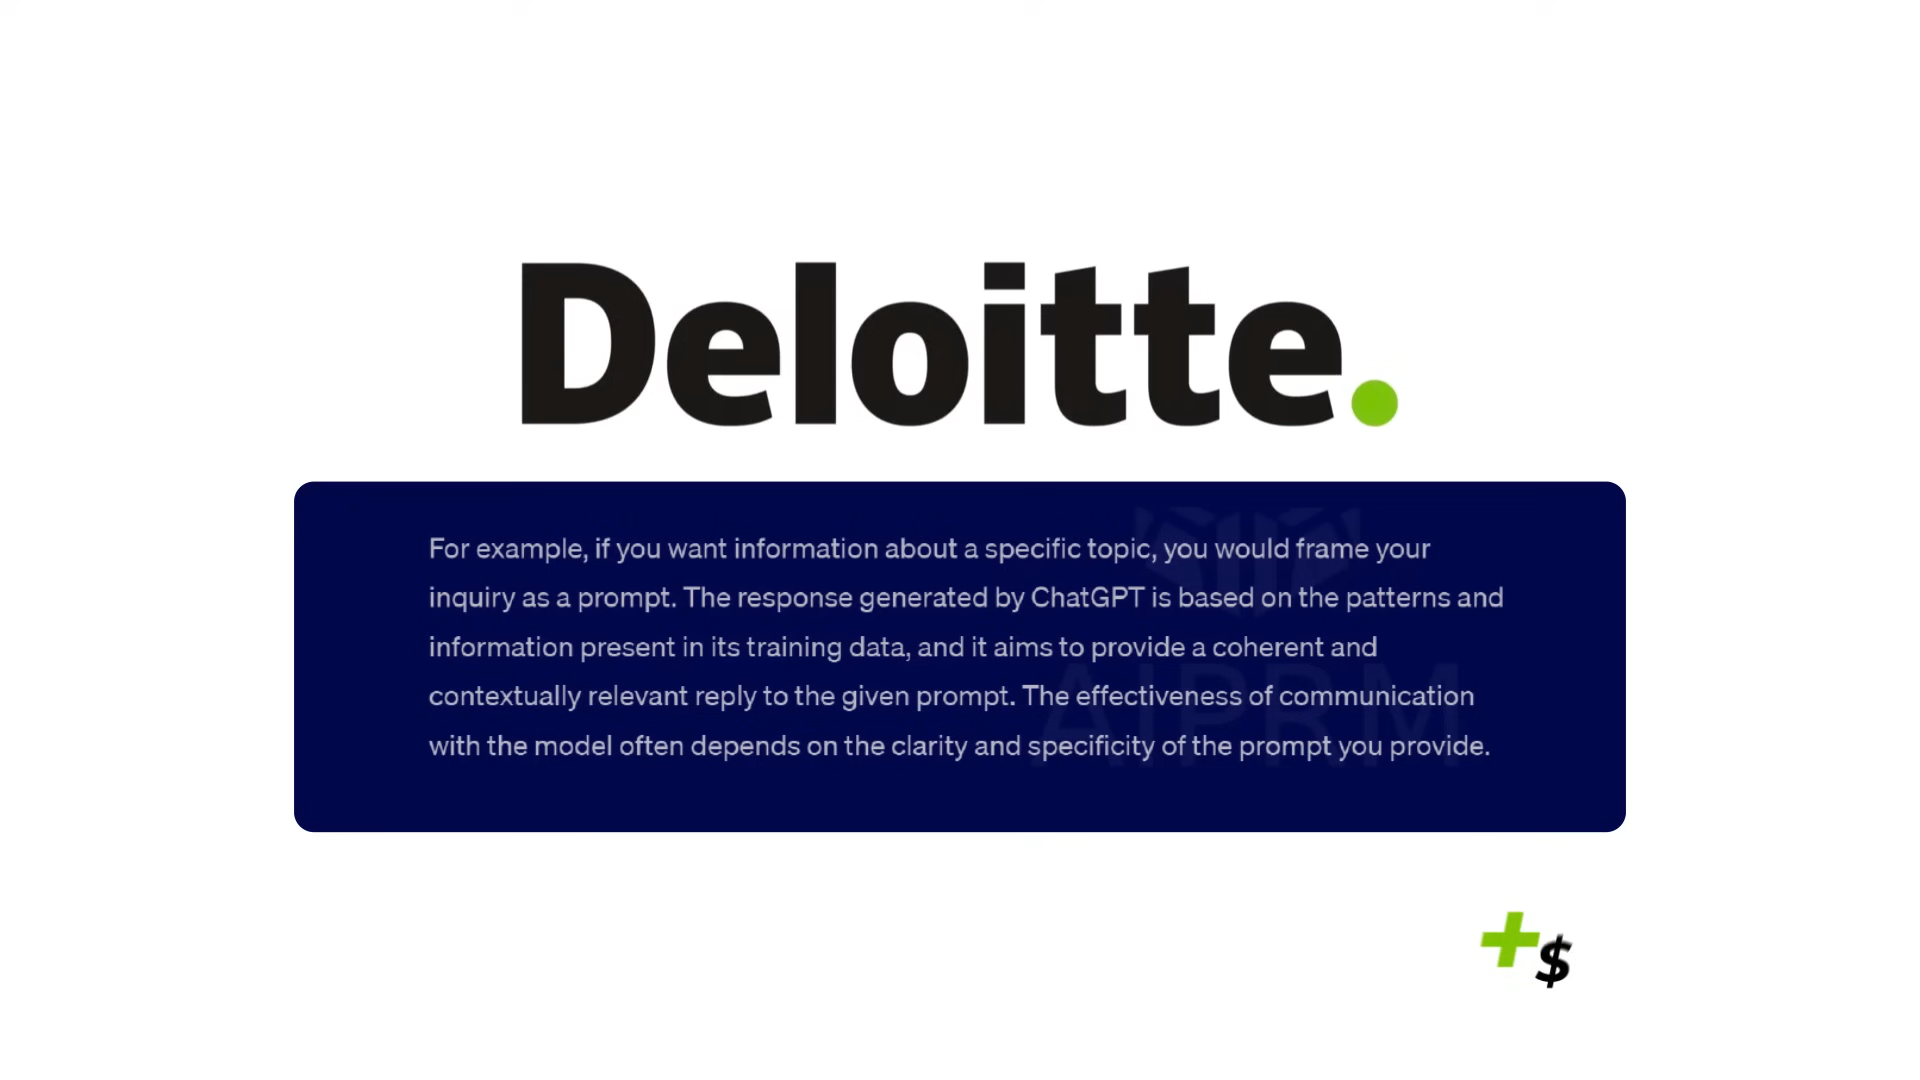 Deloitte.
For example, if you want information about a specific topic, you would frame your
inquiry as a prompt. The response generated by ChatGPT is based on the patterns and
information present in its training data, and it aims to provide a coherent and
contextually relevant reply to the given prompt. The effectiveness of communication
with the model often depends on the clarity and specificity of the prompt you provide.
AIPRM
+$